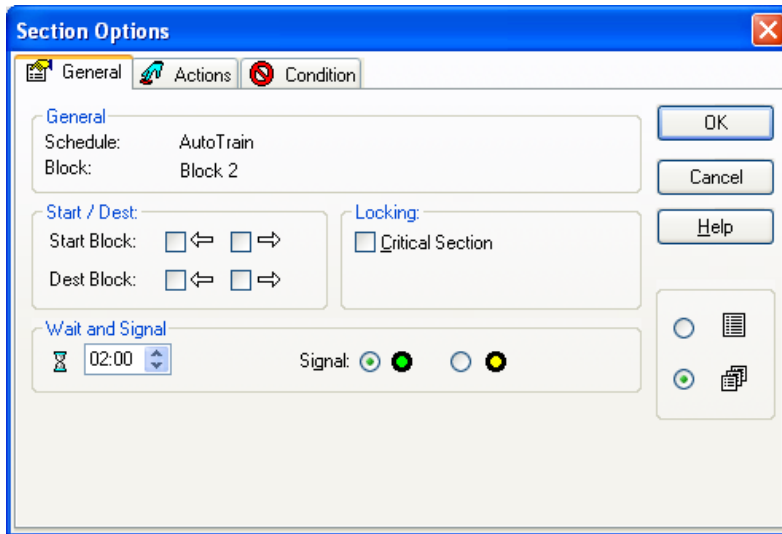 Section Options
General Actions Condition
General
Schedule: AutoTrain
Block: Block 2
OK
Cancel
Help
Start / Dest:
Start Block:
Dest Block:
Locking:
Critical Section
Wait and Signal
02:00 Signal: